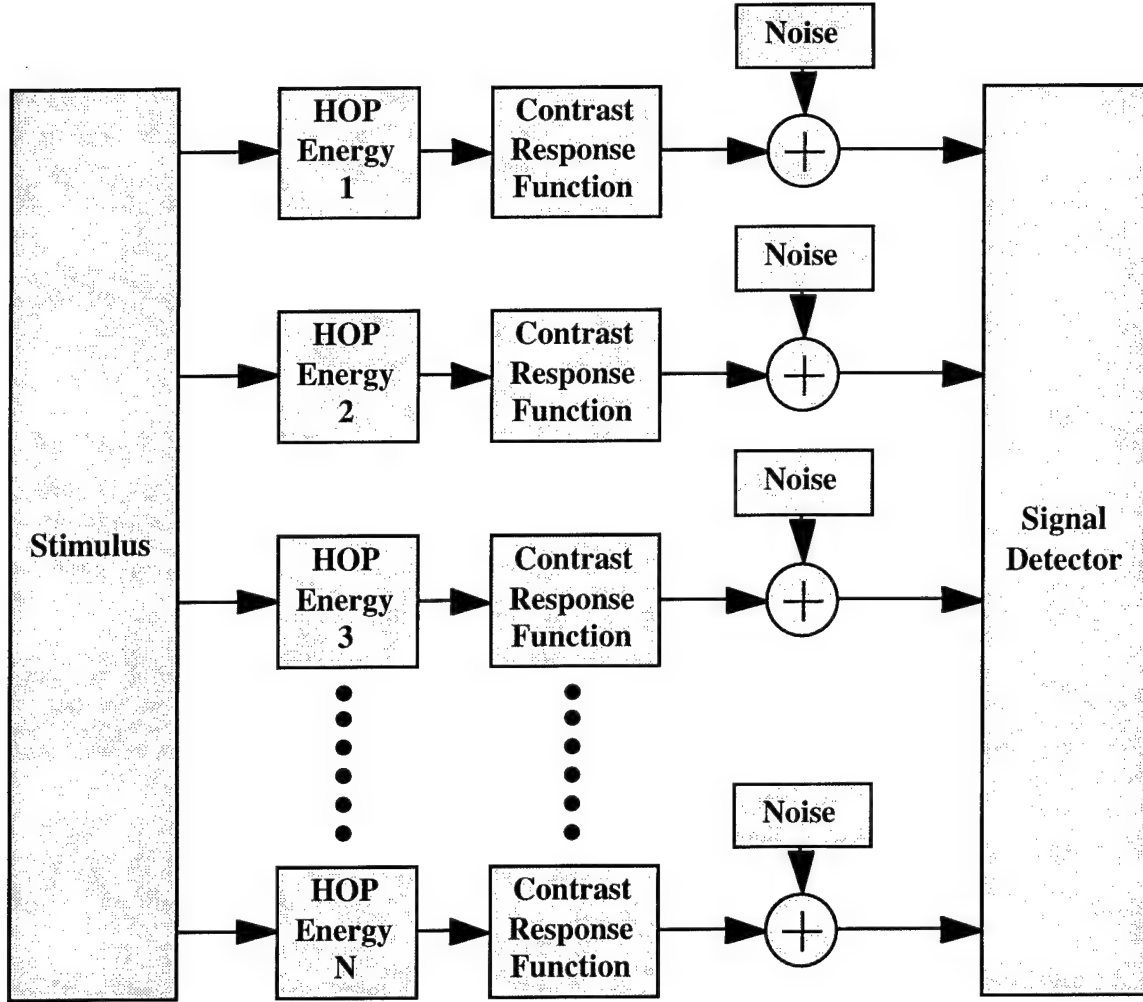 Noise
HOP
Energy
1
Contrast
Response
Function
Noise
HOP
Energy
2
Contrast
Response
Function
Noise
Stimulus
HOP
Energy
3
Contrast
Response
Function
Signal
Detector
Noise
HOP
Energy
N
Contrast
Response
Function